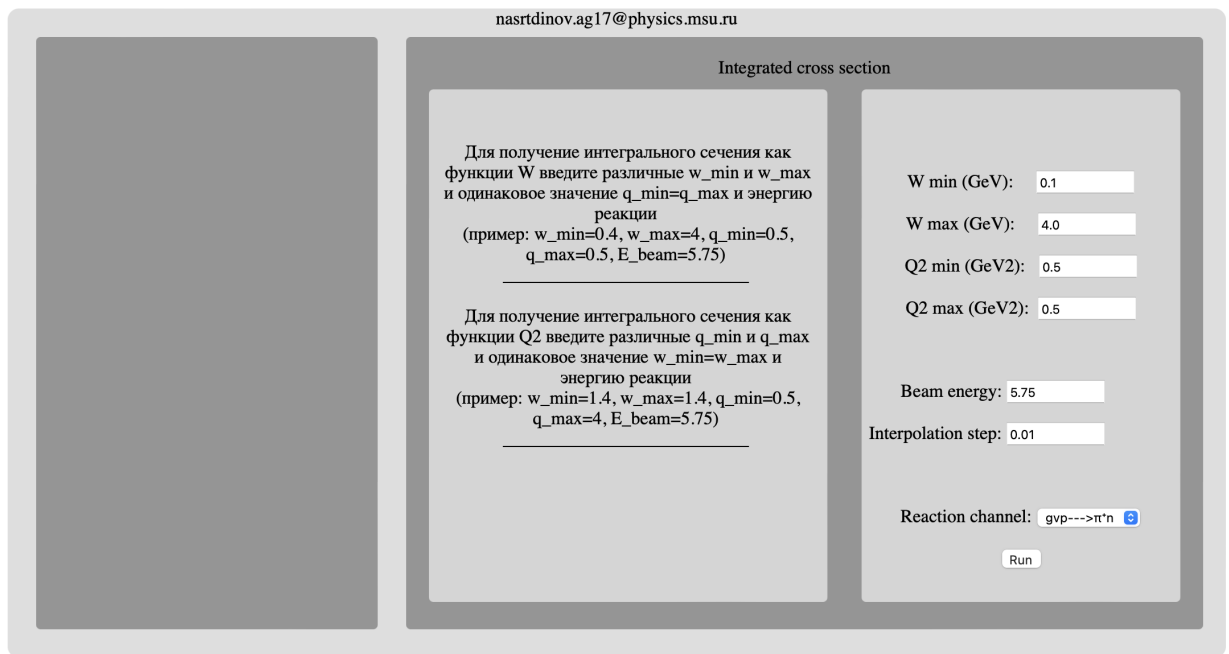 nasrtdinov.ag17@physics.msu.ru
Integrated cross section
Для получение интегрального сечения как
функции W введите различные w_min и w_max
и одинаковое значение q_min=q_max и энергию
реакции
(пример: w_min=0.4, w_max=4, q_min=0.5,
q_max=0.5, E_beam=5.75)
Для получение интегрального сечения как
функции Q2 введите различные q_min и q_max
и одинаковое значение w_min=w_max и
энергию реакции
(пример: w_min=1.4, w_max=1.4, q_min=0.5,
q_max=4, E_beam=5.75)
W min (GeV): 0.1
W max (GeV): 4.0
Q2 min (GeV2): 0.5
Q2 max (GeV2): 0.5
Beam energy: 5.75
Interpolation step: 0.01
Reaction channel: gvp--->π⁺n
Run